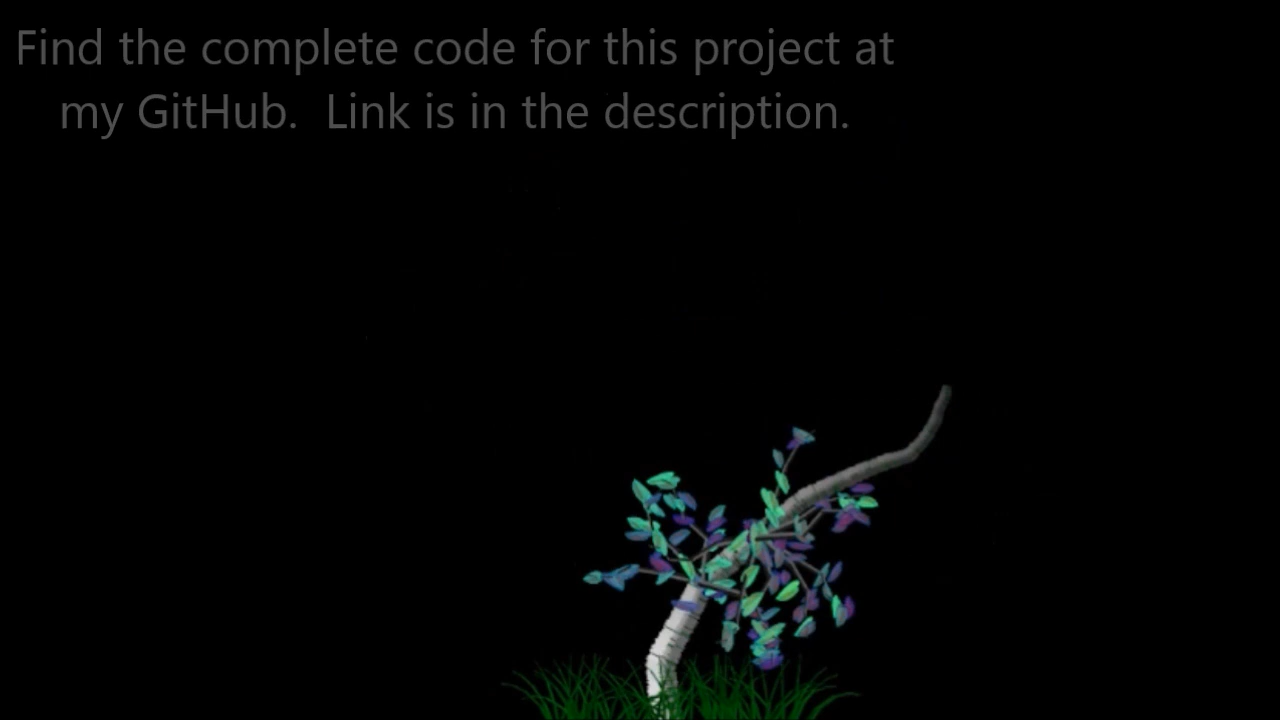 Find the complete code for this project at
my GitHub. Link is in the description.